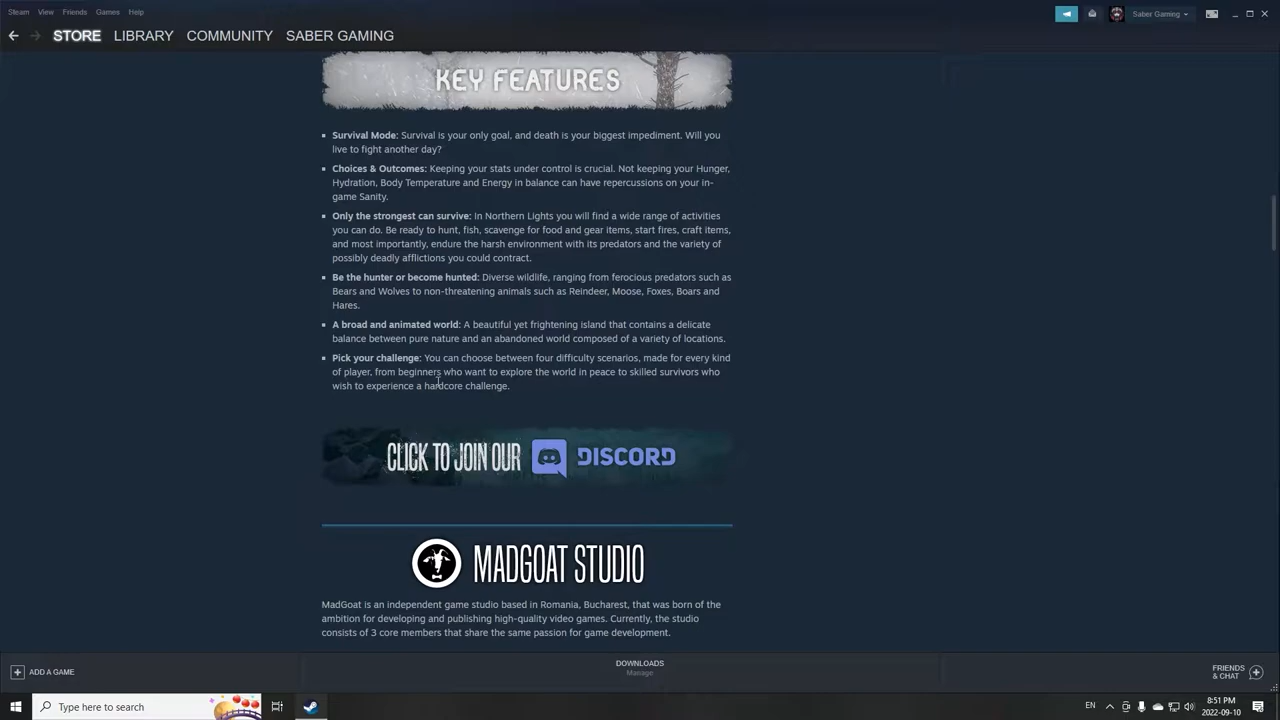 Steam View Friends Games Help
Saber Gaming
STORE LIBRARY COMMUNITY SABER GAMING
KEY FEATURES
Survival Mode: Survival is your only goal, and death is your biggest impediment. Will you
live to fight another day?
Choices & Outcomes: Keeping your stats under control is crucial. Not keeping your Hunger,
Hydration, Body Temperature and Energy in balance can have repercussions on your in-
game Sanity.
Only the strongest can survive: In Northern Lights you will find a wide range of activities
you can do. Be ready to hunt, fish, scavenge for food and gear items, start fires, craft items,
and most importantly, endure the harsh environment with its predators and the variety of
possibly deadly afflictions you could contract.
Be the hunter or become hunted: Diverse wildlife, ranging from ferocious predators such as
Bears and Wolves to non-threatening animals such as Reindeer, Moose, Foxes, Boars and
Hares.
A broad and animated world: A beautiful yet frightening island that contains a delicate
balance between pure nature and an abandoned world composed of a variety of locations.
Pick your challenge: You can choose between four difficulty scenarios, made for every kind
of player, from beginners who want to explore the world in peace to skilled survivors who
wish to experience a hardcore challenge.
CLICK TO JOIN OUR DISCORD
MADGOAT STUDIO
MadGoat is an independent game studio based in Romania, Bucharest, that was born of the
ambition for developing and publishing high-quality video games. Currently, the studio
consists of 3 core members that share the same passion for game development.
ADD A GAME
DOWNLOADS
Manage
FRIENDS
& CHAT
Type here to search
EN
8:51 PM
2022-09-10